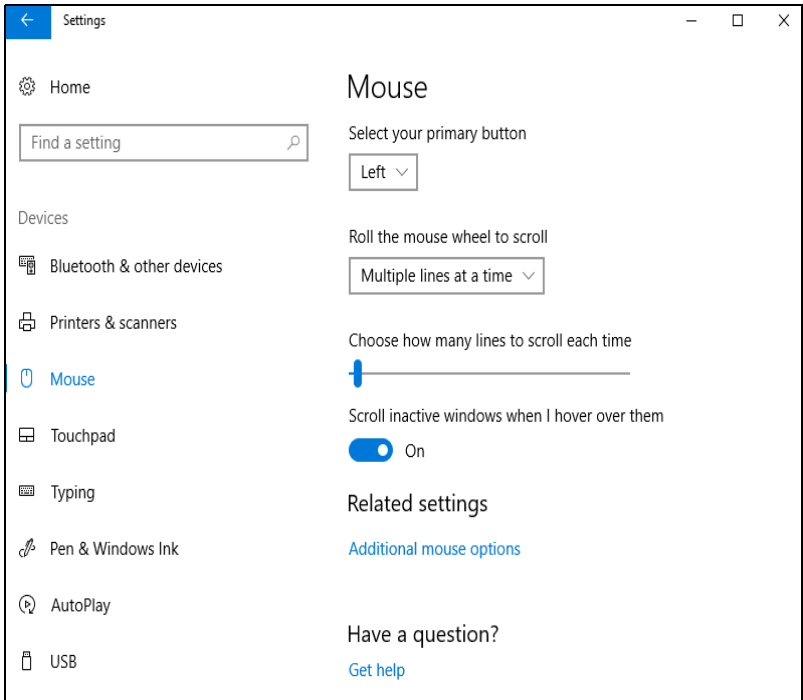 Settings
Home
Find a setting
Devices
Bluetooth & other devices
Printers & scanners
Mouse
Touchpad
Typing
Pen & Windows Ink
AutoPlay
USB
Mouse
Select your primary button
Left
Roll the mouse wheel to scroll
Multiple lines at a time
Choose how many lines to scroll each time
Scroll inactive windows when I hover over them
On
Related settings
Additional mouse options
Have a question?
Get help